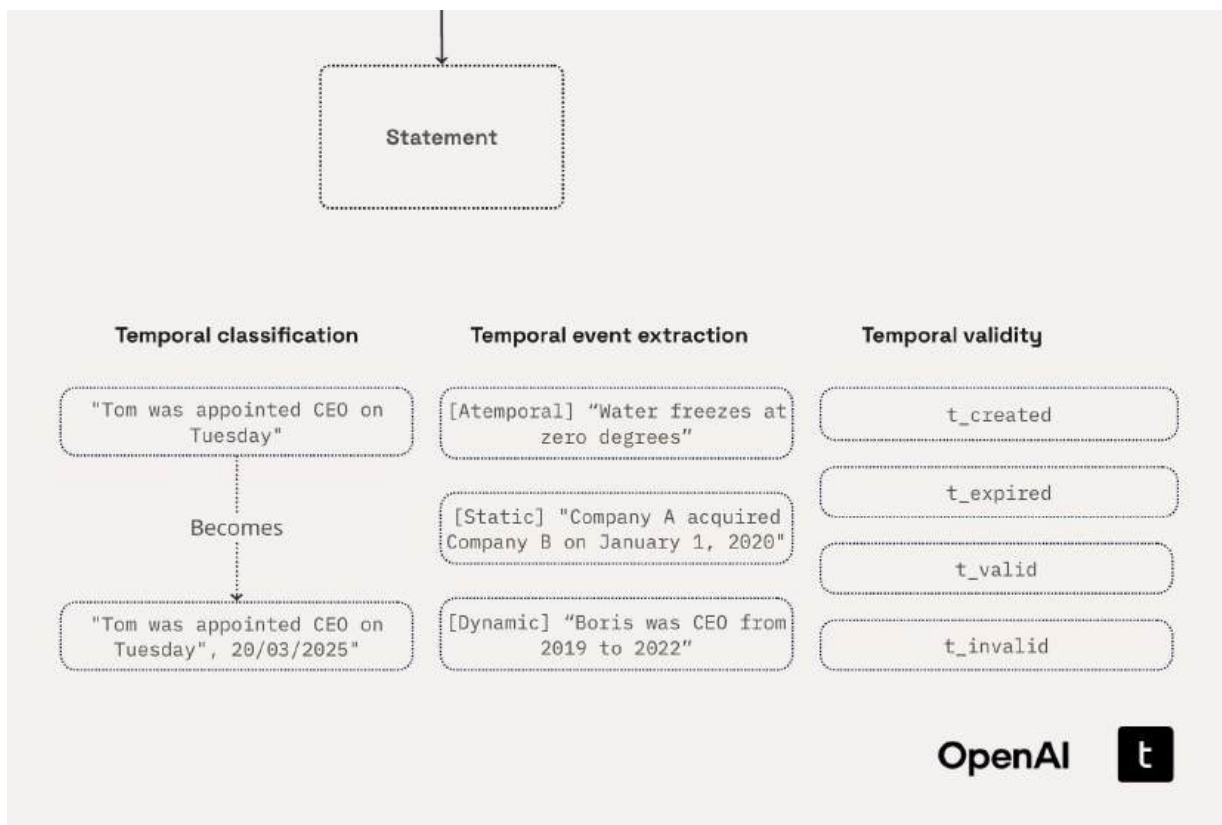 Statement
Temporal classification
"Tom was appointed CEO on
Tuesday"
Becomes
"Tom was appointed CEO on
Tuesday", 20/03/2025"
Temporal event extraction
[Atemporal] “Water freezes at
zero degrees”
[Static] "Company A acquired
Company B on January 1, 2020"
[Dynamic] “Boris was CEO from
2019 to 2022”
Temporal validity
t_created
t_expired
t_valid
t_invalid
OpenAI
t